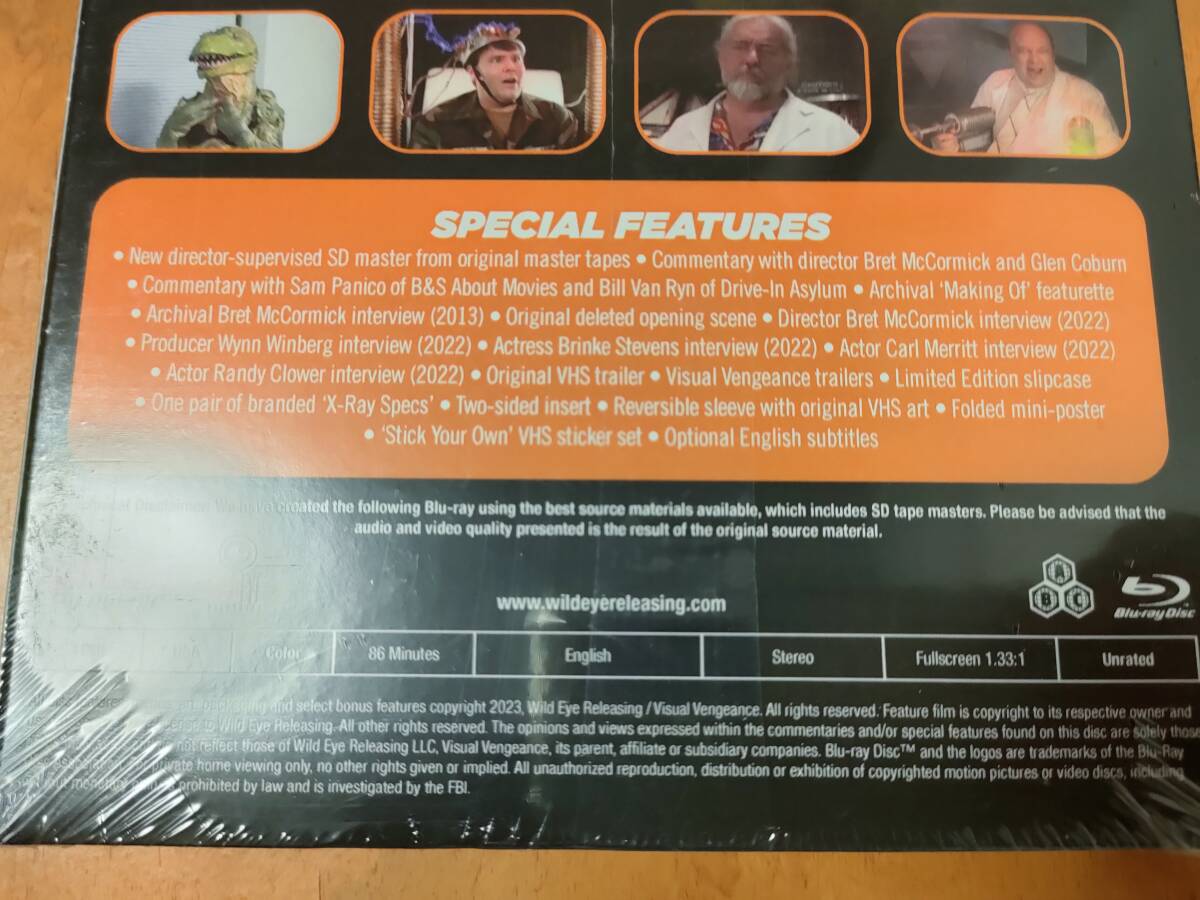 SPECIAL FEATURES
• New director-supervised SD master from original master tapes • Commentary with director Bret McCormick and Glen Coburn
• Commentary with Sam Panico of B&S About Movies and Bill Van Ryn of Drive-In Asylum • Archival 'Making Of' featurette
• Archival Bret McCormick interview (2013) • Original deleted opening scene • Director Bret McCormick interview (2022)
• Producer Wynn Winberg interview (2022) • Actress Brinke Stevens interview (2022) • Actor Carl Merritt interview (2022)
• Actor Randy Clower interview (2022) • Original VHS trailer • Visual Vengeance trailers • Limited Edition slipcase
• One pair of branded 'X-Ray Specs' • Two-sided insert • Reversible sleeve with original VHS art • Folded mini-poster
• 'Stick Your Own' VHS sticker set • Optional English subtitles
Disclaimer: We have created the following Blu-ray using the best source materials available, which includes SD tape masters. Please be advised that the
audio and video quality presented is the result of the original source material.
www.wildeyereleasing.com
A
B C
Blu-ray Disc
Color 86 Minutes English Stereo Fullscreen 1.33:1 Unrated
packaging and select bonus features copyright 2023, Wild Eye Releasing / Visual Vengeance. All rights reserved. Feature film is copyright to its respective owner and
to Wild Eye Releasing. All other rights reserved. The opinions and views expressed within the commentaries and/or special features found on this disc are solely those
not reflect those of Wild Eye Releasing LLC, Visual Vengeance, its parent, affiliate or subsidiary companies. Blu-ray Disc™ and the logos are trademarks of the Blu-Ray
Association. For private home viewing only, no other rights given or implied. All unauthorized reproduction, distribution or exhibition of copyrighted motion pictures or video discs, including
prohibited by law and is investigated by the FBI.